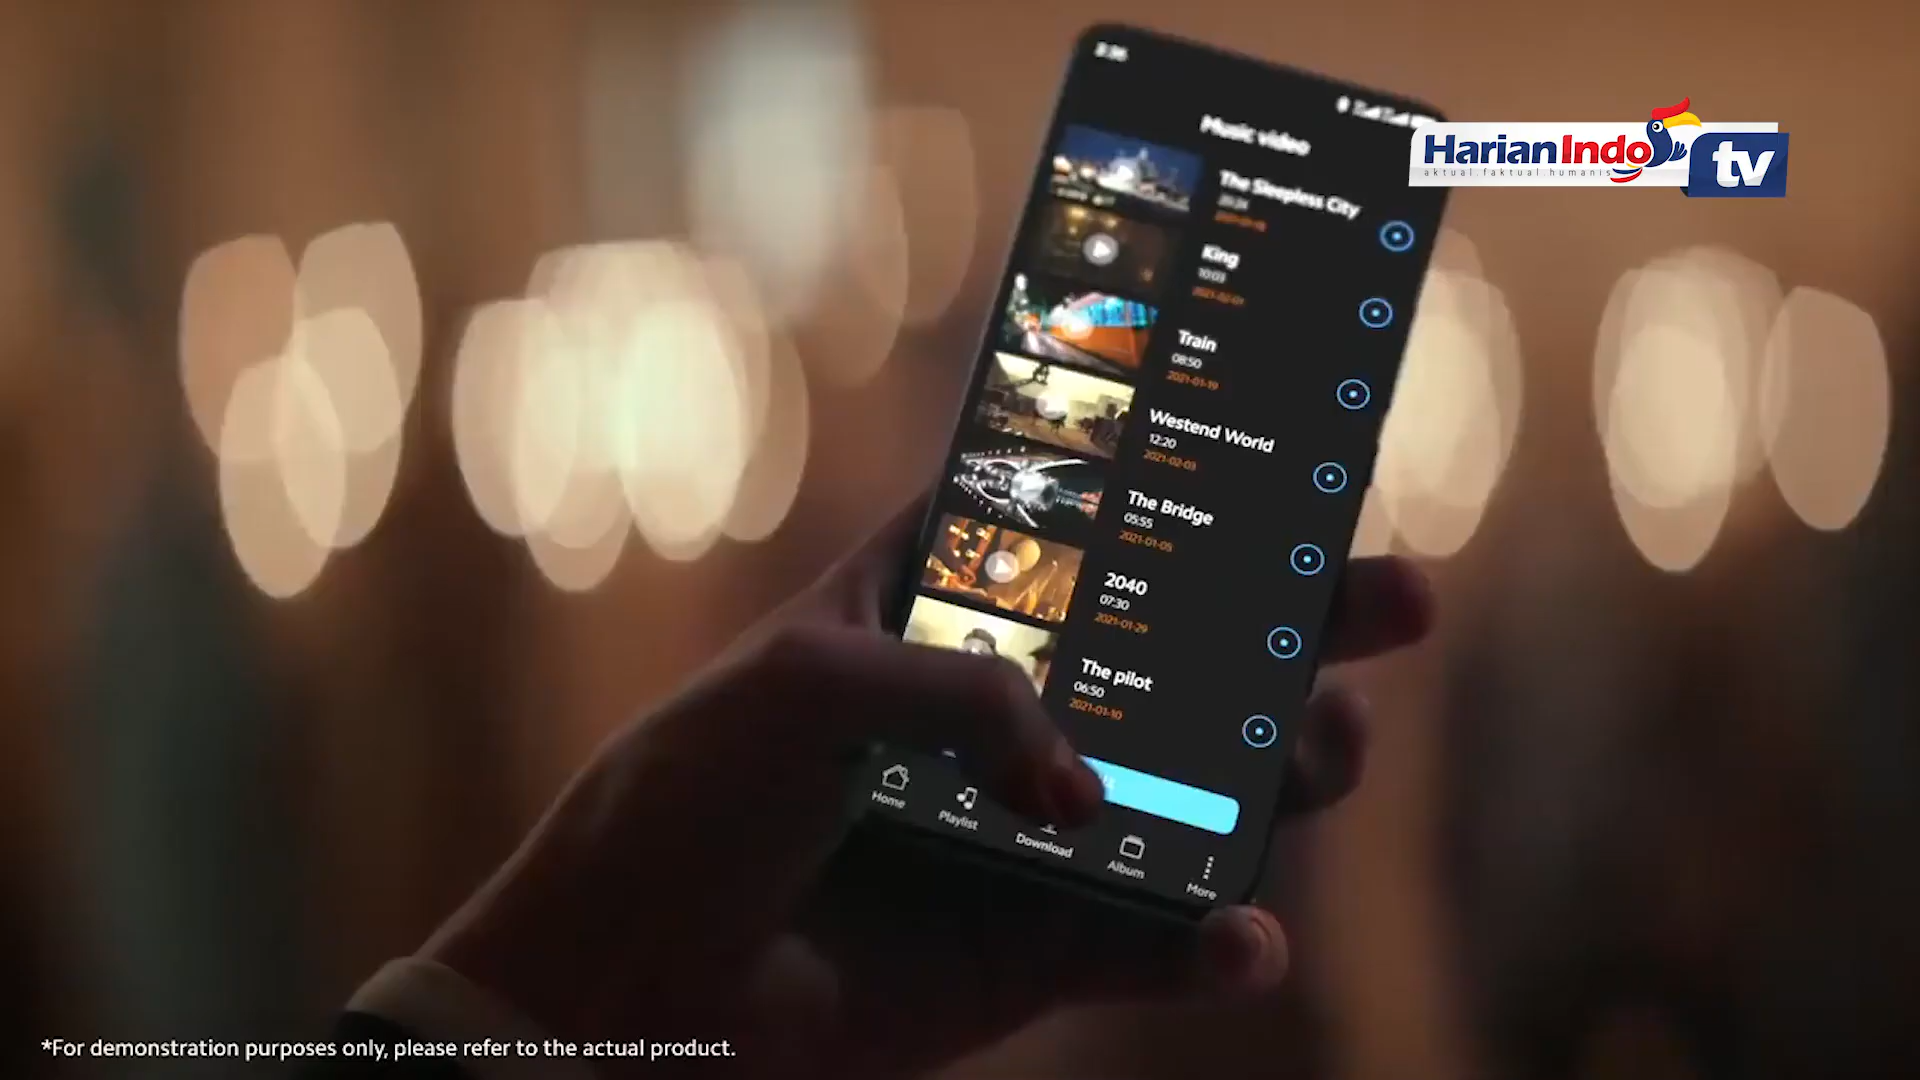 HarianIndo tv
aktual.faktual.humanis
Music video
The Sleepless City
King
10:03
2021-02-01
Train
08:50
2021-01-19
Westend World
12:20
2021-02-03
The Bridge
05:55
2021-01-05
2040
07:30
2021-01-29
The pilot
06:50
2021-01-10
Home
Playlist
Download
Album
More
*For demonstration purposes only, please refer to the actual product.